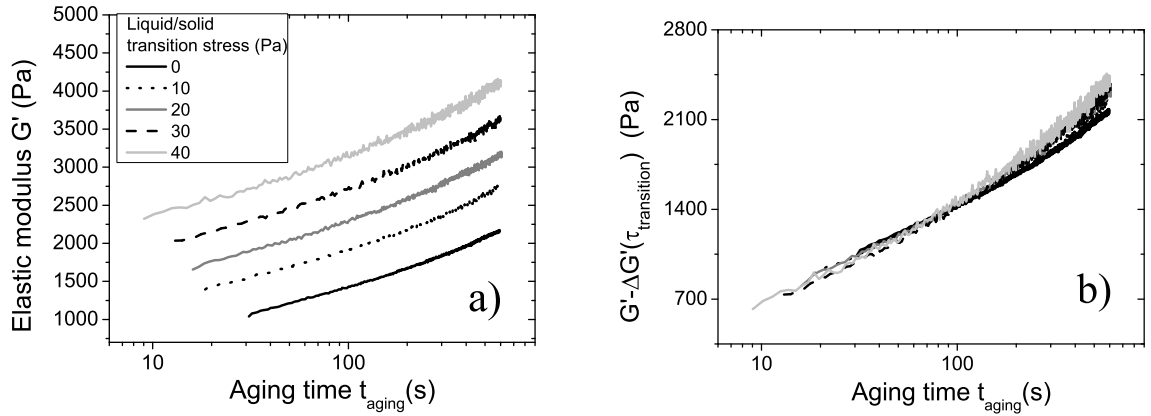 Liquid/solid
transition stress (Pa)
0
10
20
30
40
5000
4500
4000
3500
3000
2500
2000
1500
1000
Elastic modulus G' (Pa)
10
100
Aging time t_aging(s)
a)
2800
2100
1400
700
G'-ΔG'(τ_transition) (Pa)
10
100
Aging time t_aging(s)
b)